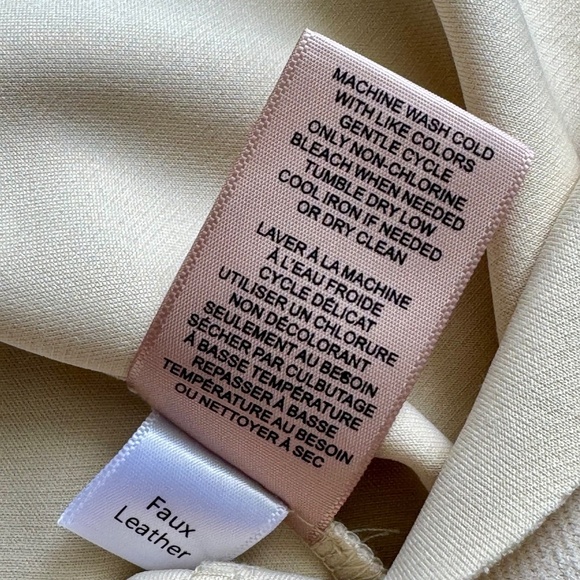 MACHINE WASH COLD
WITH LIKE COLORS
GENTLE CYCLE
ONLY NON-CHLORINE
BLEACH WHEN NEEDED
TUMBLE DRY LOW
COOL IRON IF NEEDED
OR DRY CLEAN
LAVER À LA MACHINE
À L'EAU FROIDE
CYCLE DÉLICAT
UTILISER UN CHLORURE
NON DÉCOLORANT
SEULEMENT AU BESOIN
SÉCHER PAR CULBUTAGE
À BASSE TEMPÉRATURE
REPASSER À BASSE
TEMPÉRATURE AU BESOIN
OU NETTOYER À SEC
Faux
Leather